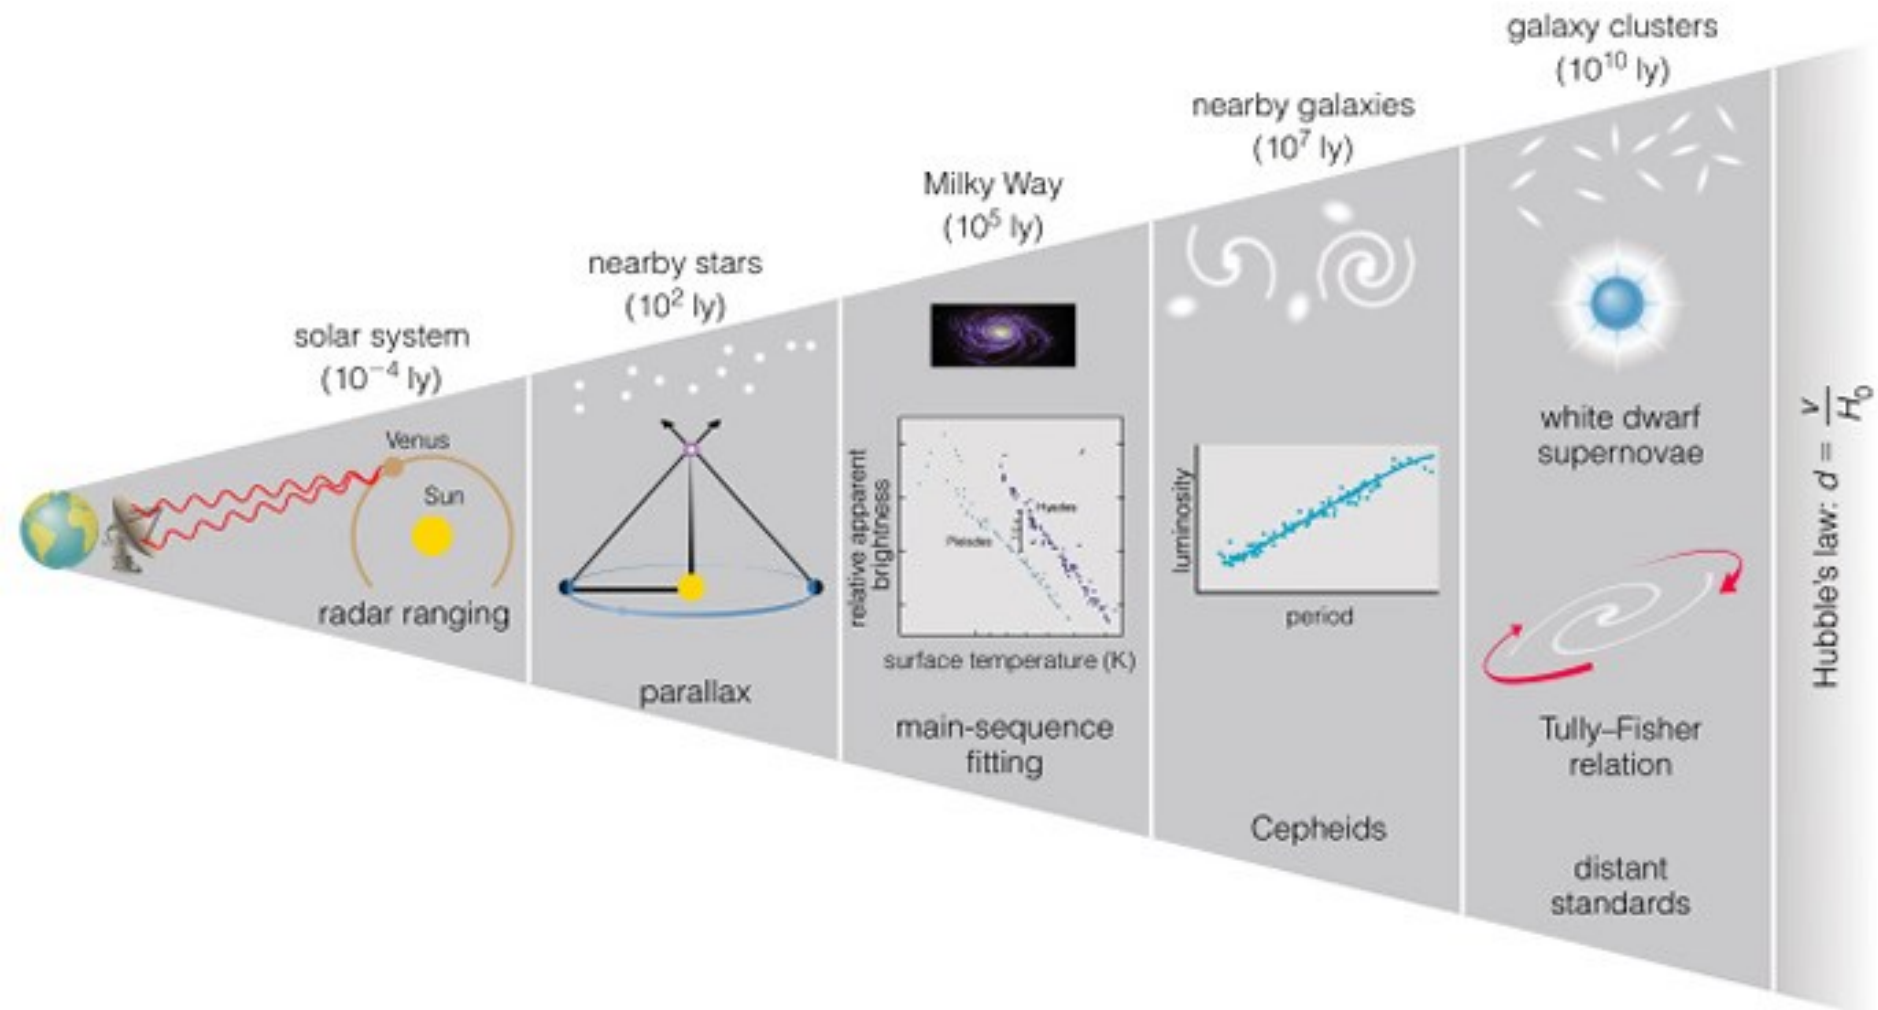 solar system
(10⁻⁴ ly)
Venus
Sun
radar ranging
nearby stars
(10² ly)
parallax
Milky Way
(10⁵ ly)
relative apparent
brightness
Hyades
Pleiades
surface temperature (K)
main-sequence
fitting
nearby galaxies
(10⁷ ly)
luminosity
period
Cepheids
galaxy clusters
(10¹⁰ ly)
white dwarf
supernovae
Tully–Fisher
relation
distant
standards
Hubble's law: d = v/H₀